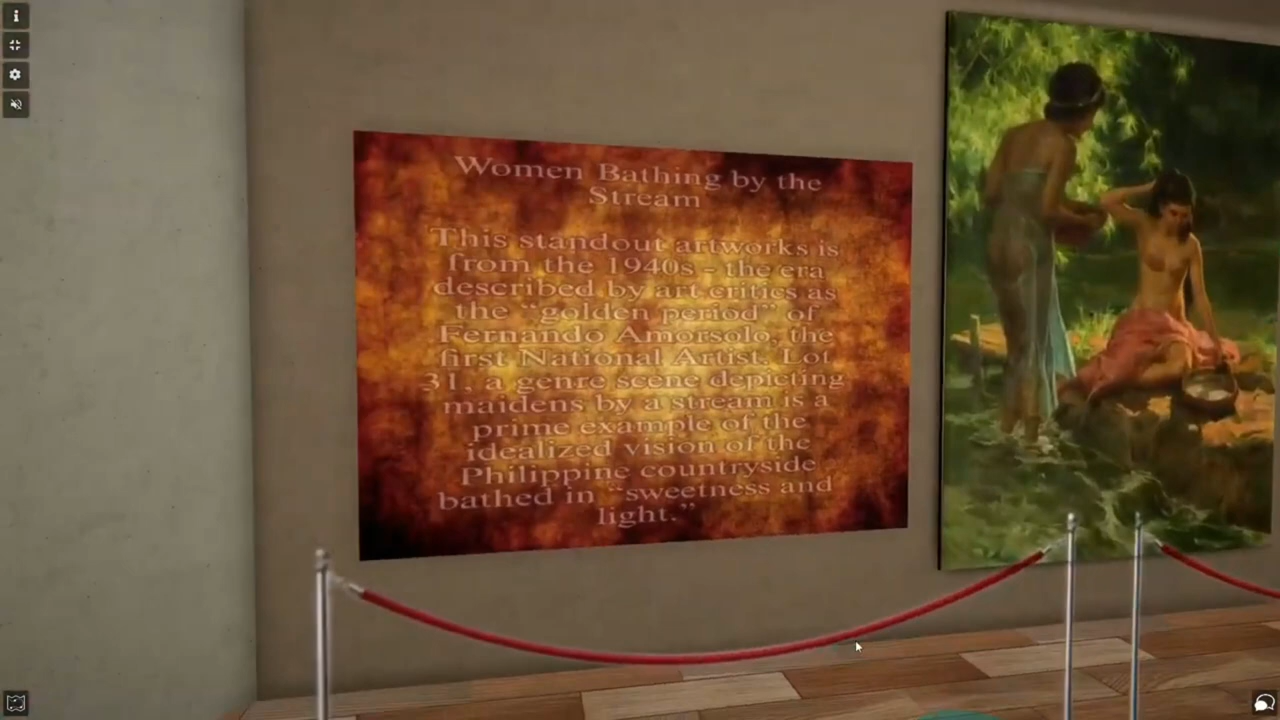 Women Bathing by the
Stream
This standout artworks is
from the 1940s - the era
described by art critics as
the "golden period" of
Fernando Amorsolo, the
first National Artist. Lot
31, a genre scene depicting
maidens by a stream is a
prime example of the
idealized vision of the
Philippine countryside
bathed in "sweetness and
light."